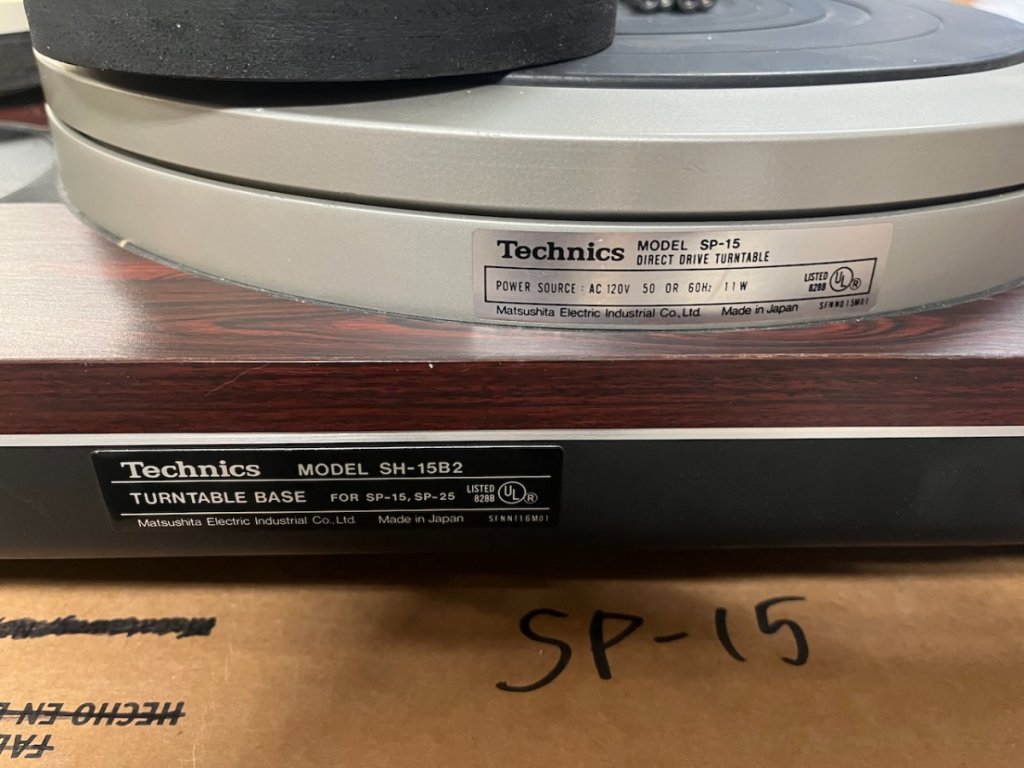 Technics MODEL SP-15
DIRECT DRIVE TURNTABLE
POWER SOURCE : AC 120V 50 OR 60Hz 11W
LISTED 828B UL ®
Matsushita Electric Industrial Co., Ltd. Made in Japan SFNN015M01
Technics MODEL SH-15B2
TURNTABLE BASE FOR SP-15, SP-25
LISTED 828B UL ®
Matsushita Electric Industrial Co., Ltd. Made in Japan SFNN116M01
SP-15
HECHO EN